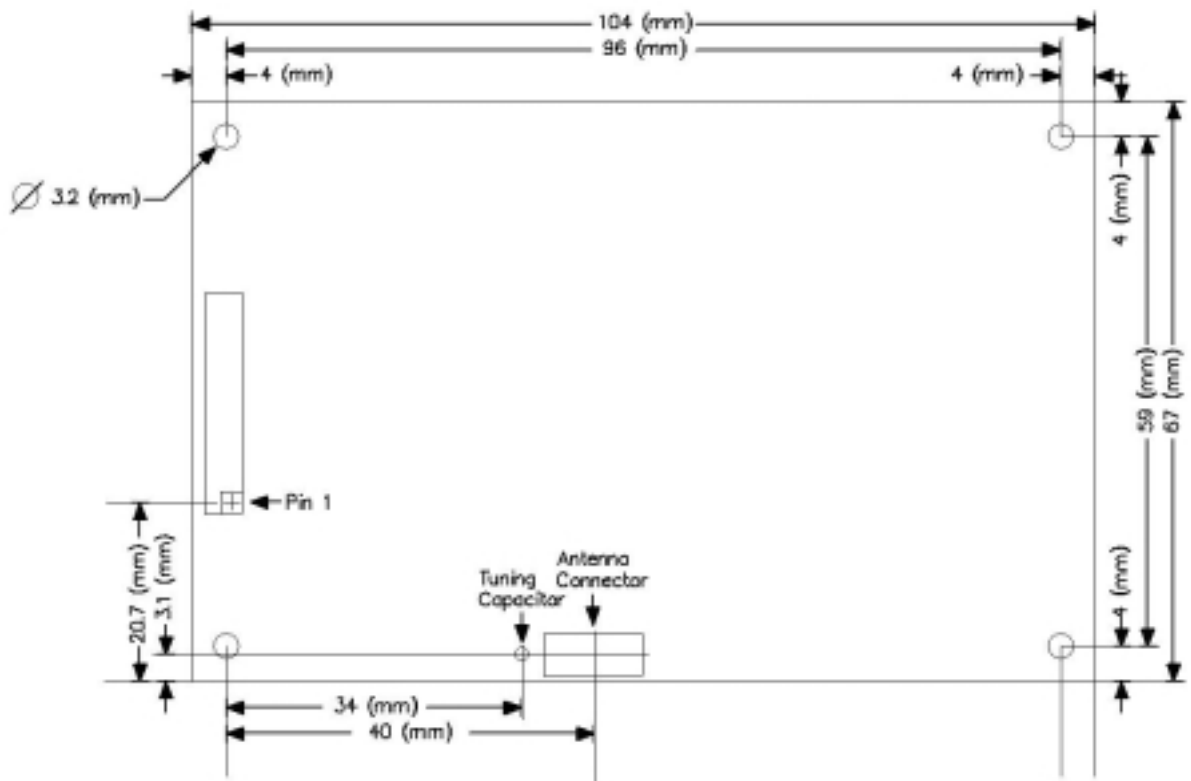 104 (mm)
96 (mm)
4 (mm)
4 (mm)
Ø 3.2 (mm)
4 (mm)
59 (mm)
67 (mm)
Pin 1
20.7 (mm)
3.1 (mm)
Tuning
Capacitor
Antenna
Connector
4 (mm)
34 (mm)
40 (mm)